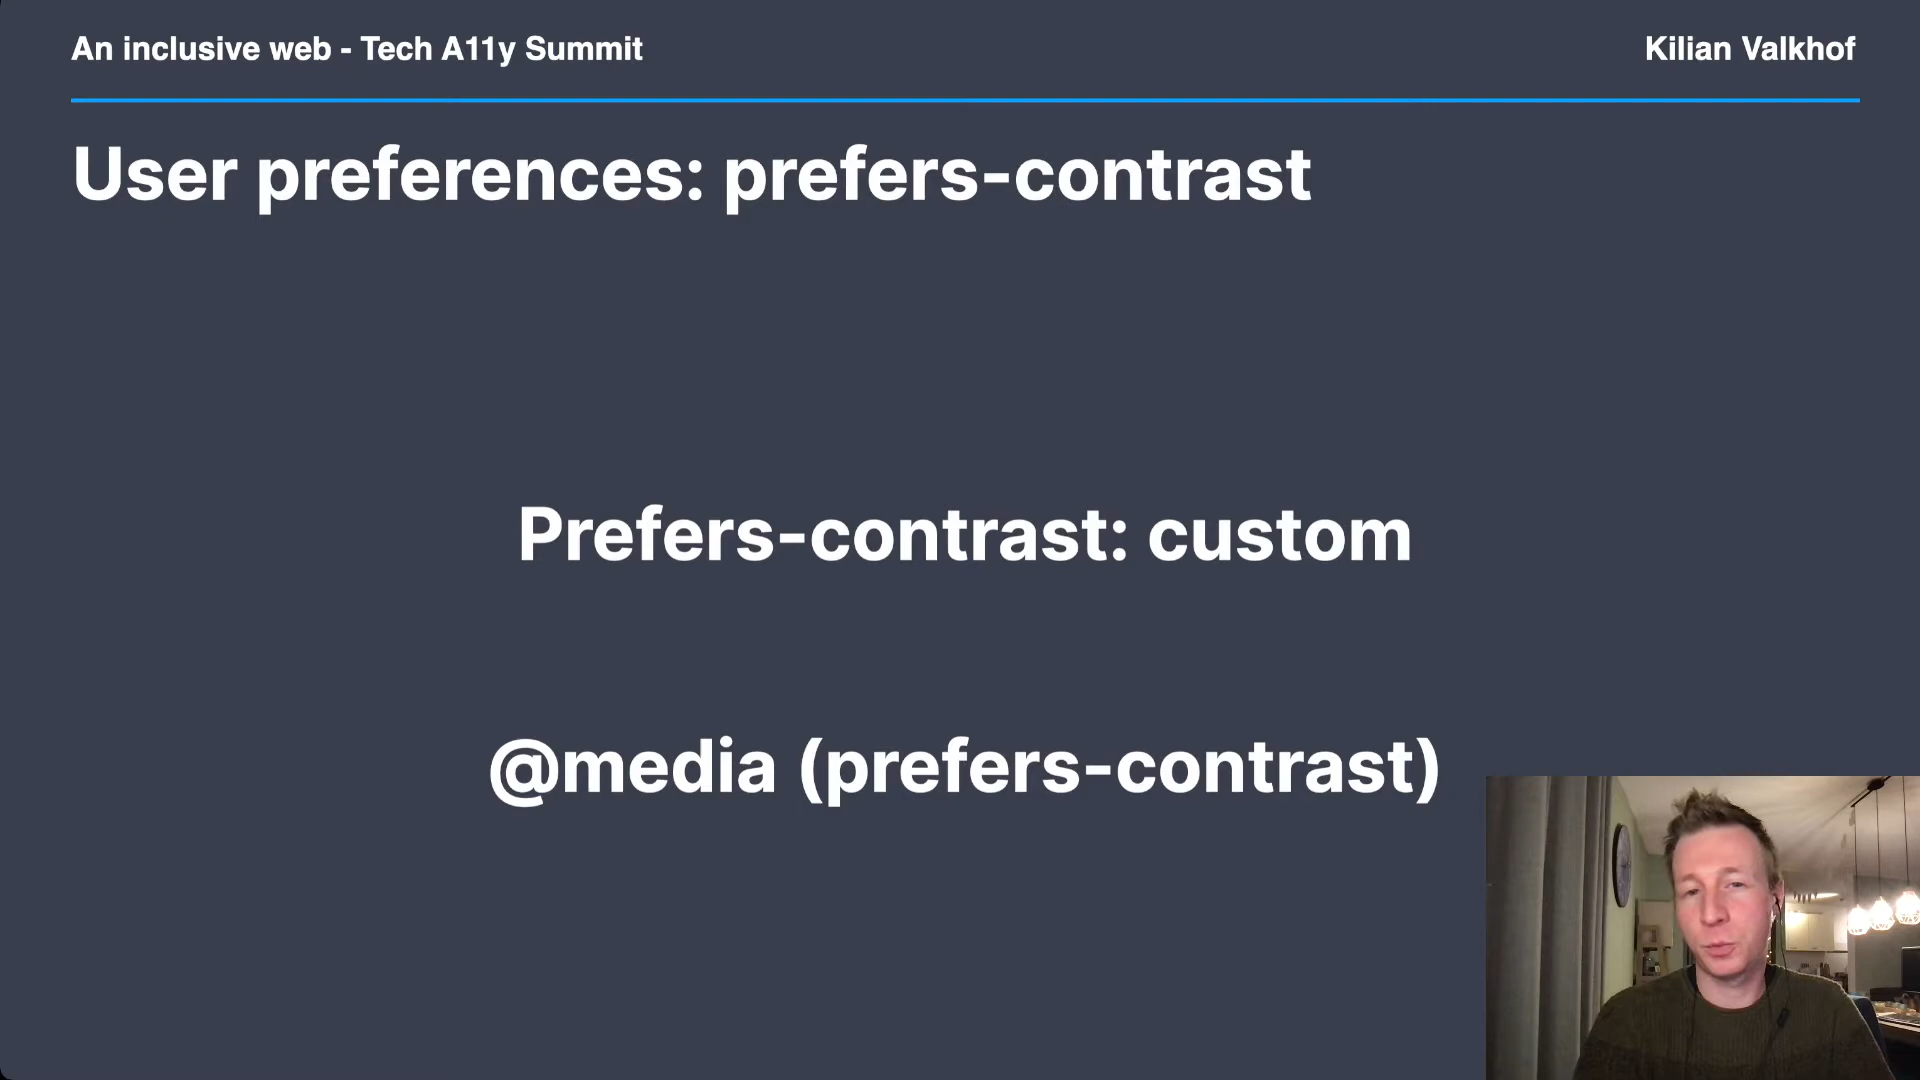 An inclusive web - Tech A11y Summit
Kilian Valkhof
User preferences: prefers-contrast
Prefers-contrast: custom
@media (prefers-contrast)